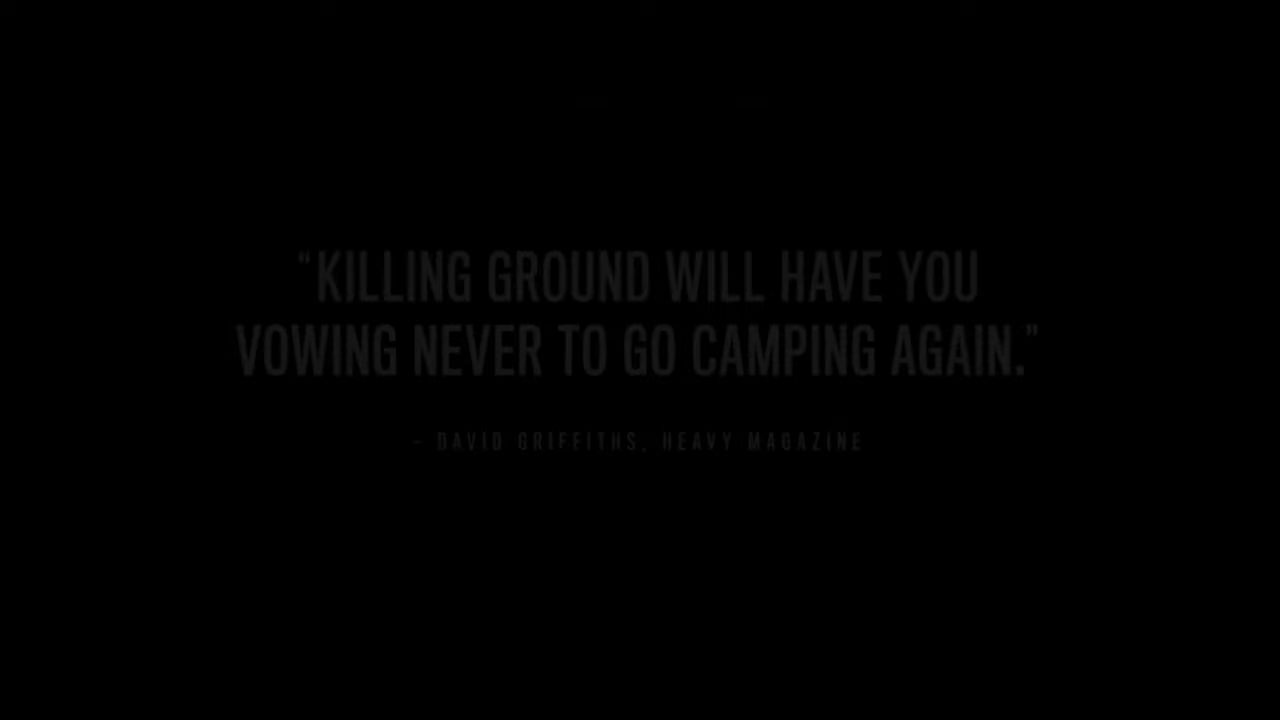 "KILLING GROUND WILL HAVE YOU
VOWING NEVER TO GO CAMPING AGAIN."
- DAVID GRIFFITHS, HEAVY MAGAZINE